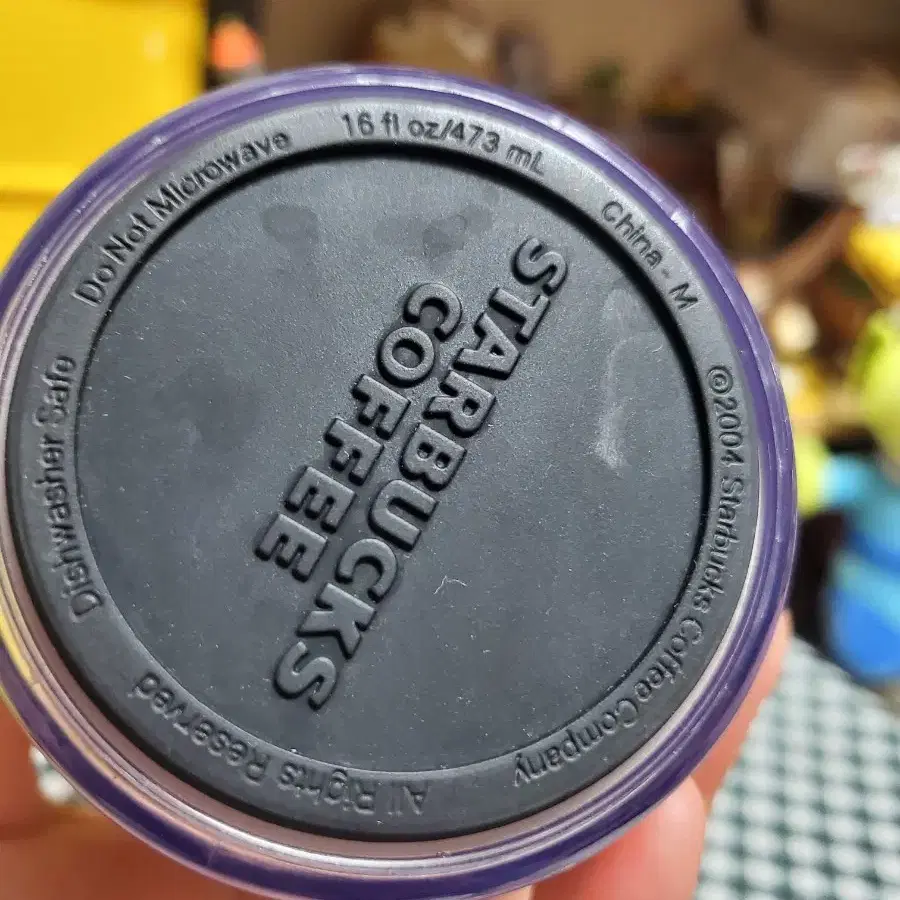 STARBUCKS
COFFEE
16 fl oz/473 mL
China - M
©2004 Starbucks Coffee Company
All Rights Reserved
Dishwasher Safe
Do Not Microwave